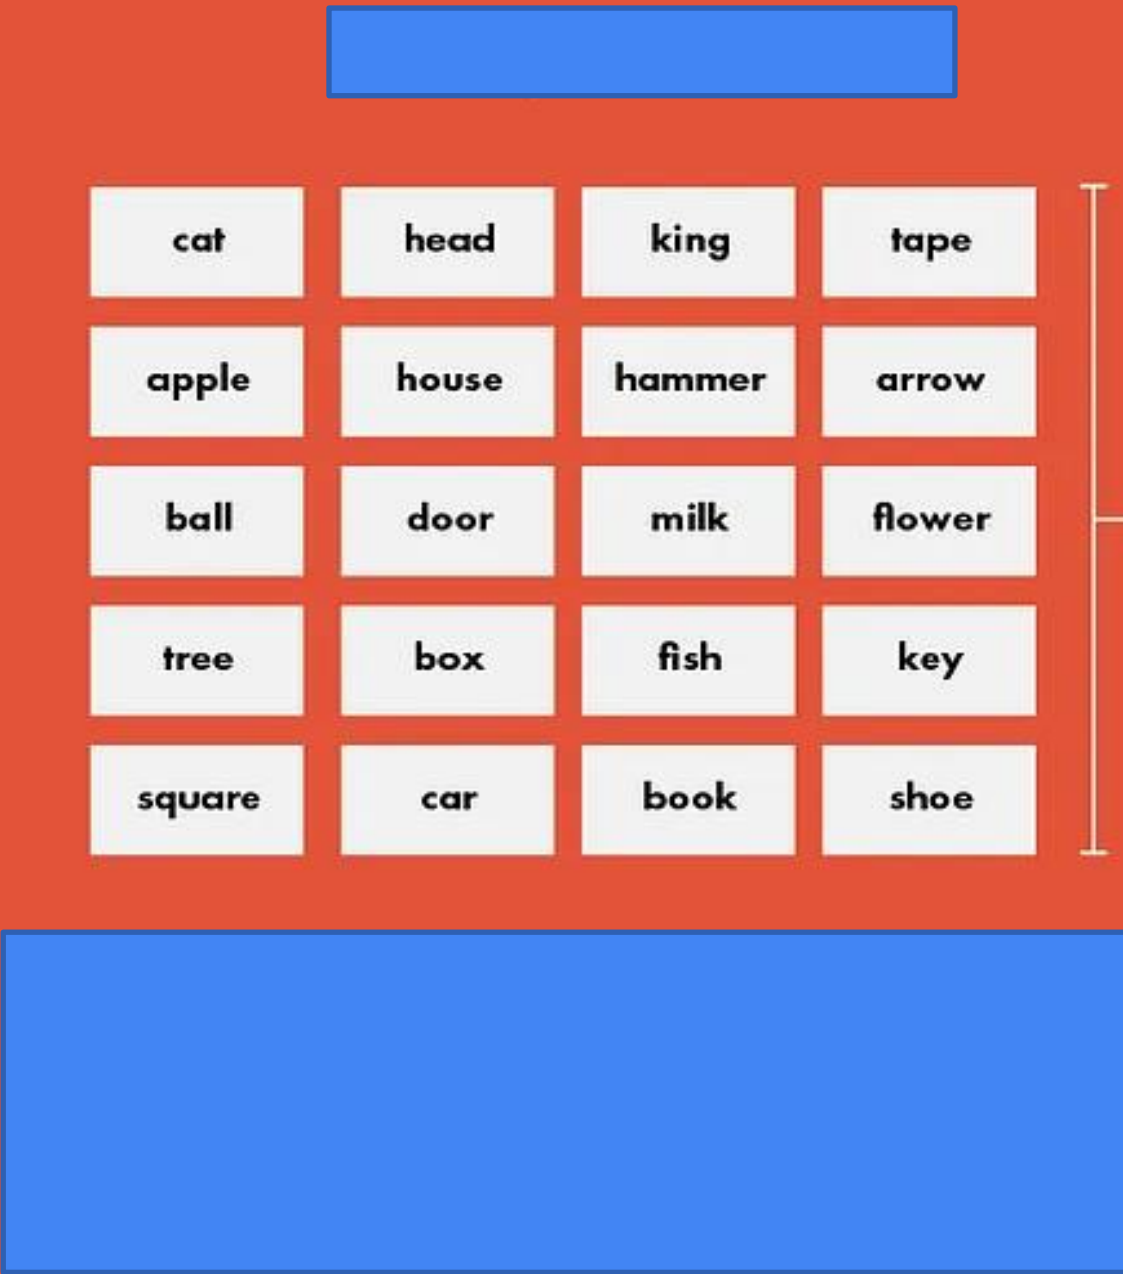 cat head king tape
apple house hammer arrow
ball door milk flower
tree box fish key
square car book shoe